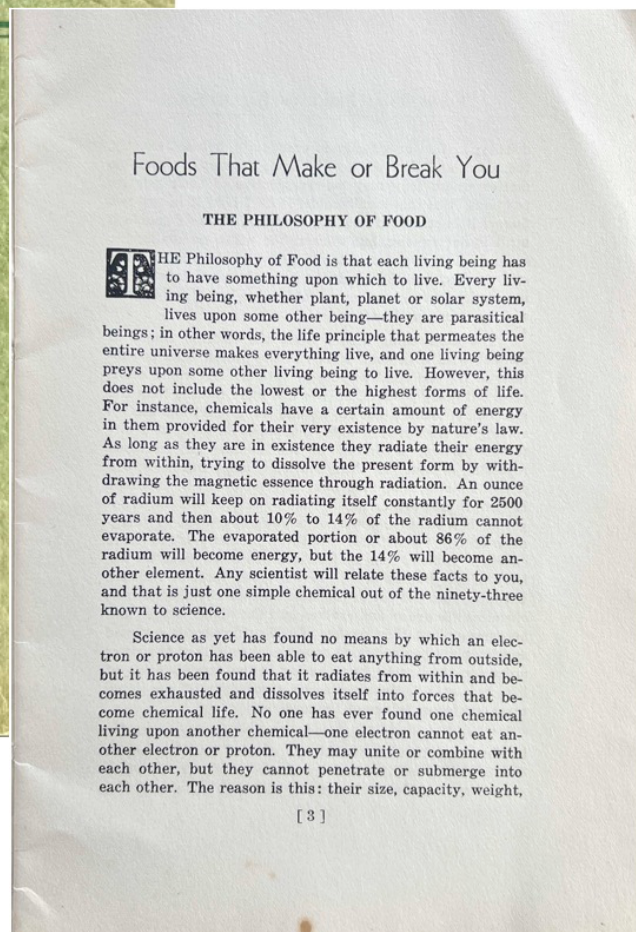 Foods That Make or Break You
THE PHILOSOPHY OF FOOD
THE Philosophy of Food is that each living being has
to have something upon which to live. Every liv-
ing being, whether plant, planet or solar system,
lives upon some other being—they are parasitical
beings; in other words, the life principle that permeates the
entire universe makes everything live, and one living being
preys upon some other living being to live. However, this
does not include the lowest or the highest forms of life.
For instance, chemicals have a certain amount of energy
in them provided for their very existence by nature's law.
As long as they are in existence they radiate their energy
from within, trying to dissolve the present form by with-
drawing the magnetic essence through radiation. An ounce
of radium will keep on radiating itself constantly for 2500
years and then about 10% to 14% of the radium cannot
evaporate. The evaporated portion or about 86% of the
radium will become energy, but the 14% will become an-
other element. Any scientist will relate these facts to you,
and that is just one simple chemical out of the ninety-three
known to science.
Science as yet has found no means by which an elec-
tron or proton has been able to eat anything from outside,
but it has been found that it radiates from within and be-
comes exhausted and dissolves itself into forces that be-
come chemical life. No one has ever found one chemical
living upon another chemical—one electron cannot eat an-
other electron or proton. They may unite or combine with
each other, but they cannot penetrate or submerge into
each other. The reason is this: their size, capacity, weight,
[ 3 ]